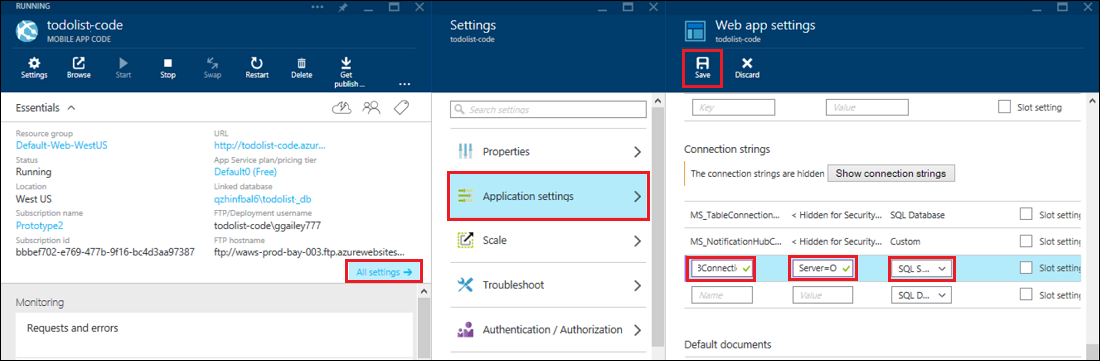 RUNNING
todolist-code
MOBILE APP CODE
Settings
Browse
Start
Stop
Swap
Restart
Delete
Get
publish ...
Essentials
Resource group
Default-Web-WestUS
Status
Running
Location
West US
Subscription name
Prototype2
Subscription id
bbbef702-e769-477b-9f16-bc4d3aa97387
URL
http://todolist-code.azur...
App Service plan/pricing tier
Default0 (Free)
Linked database
qzhinfbal6\todolist_db
FTP/Deployment username
todolist-code\ggailey777
FTP hostname
ftp://waws-prod-bay-003.ftp.azurewebsites...
All settings
Monitoring
Requests and errors
Settings
todolist-code
Search settings
Properties
Application settings
Scale
Troubleshoot
Authentication / Authorization
Web app settings
todolist-code
Save
Discard
Key Value Slot setting
Connection strings
The connection strings are hidden Show connection strings
MS_TableConnection... < Hidden for Security... SQL Database Slot setting
MS_NotificationHubC... < Hidden for Security... Custom Slot setting
Server=O SQL S... Slot setting
Name Value SQL D... Slot setting
Default documents